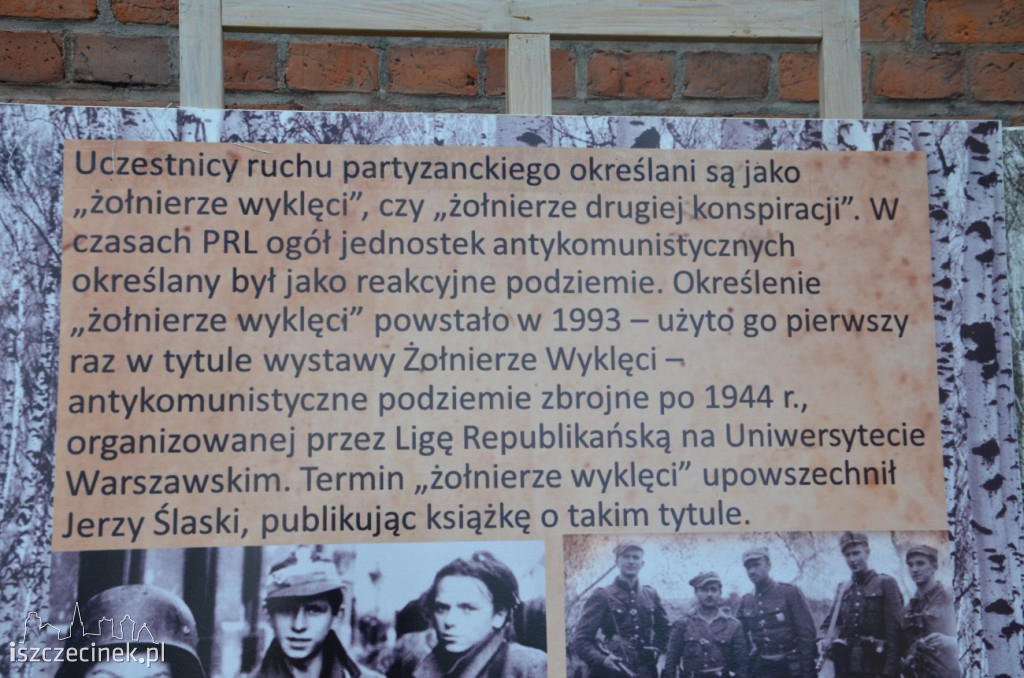 Uczestnicy ruchu partyzanckiego określani są jako
„żołnierze wyklęci”, czy „żołnierze drugiej konspiracji”. W
czasach PRL ogół jednostek antykomunistycznych
określany był jako reakcyjne podziemie. Określenie
„żołnierze wyklęci” powstało w 1993 – użyto go pierwszy
raz w tytule wystawy Żołnierze Wyklęci –
antykomunistyczne podziemie zbrojne po 1944 r.,
organizowanej przez Ligę Republikańską na Uniwersytecie
Warszawskim. Termin „żołnierze wyklęci” upowszechnił
Jerzy Ślaski, publikując książkę o takim tytule.
iszczecinek.pl